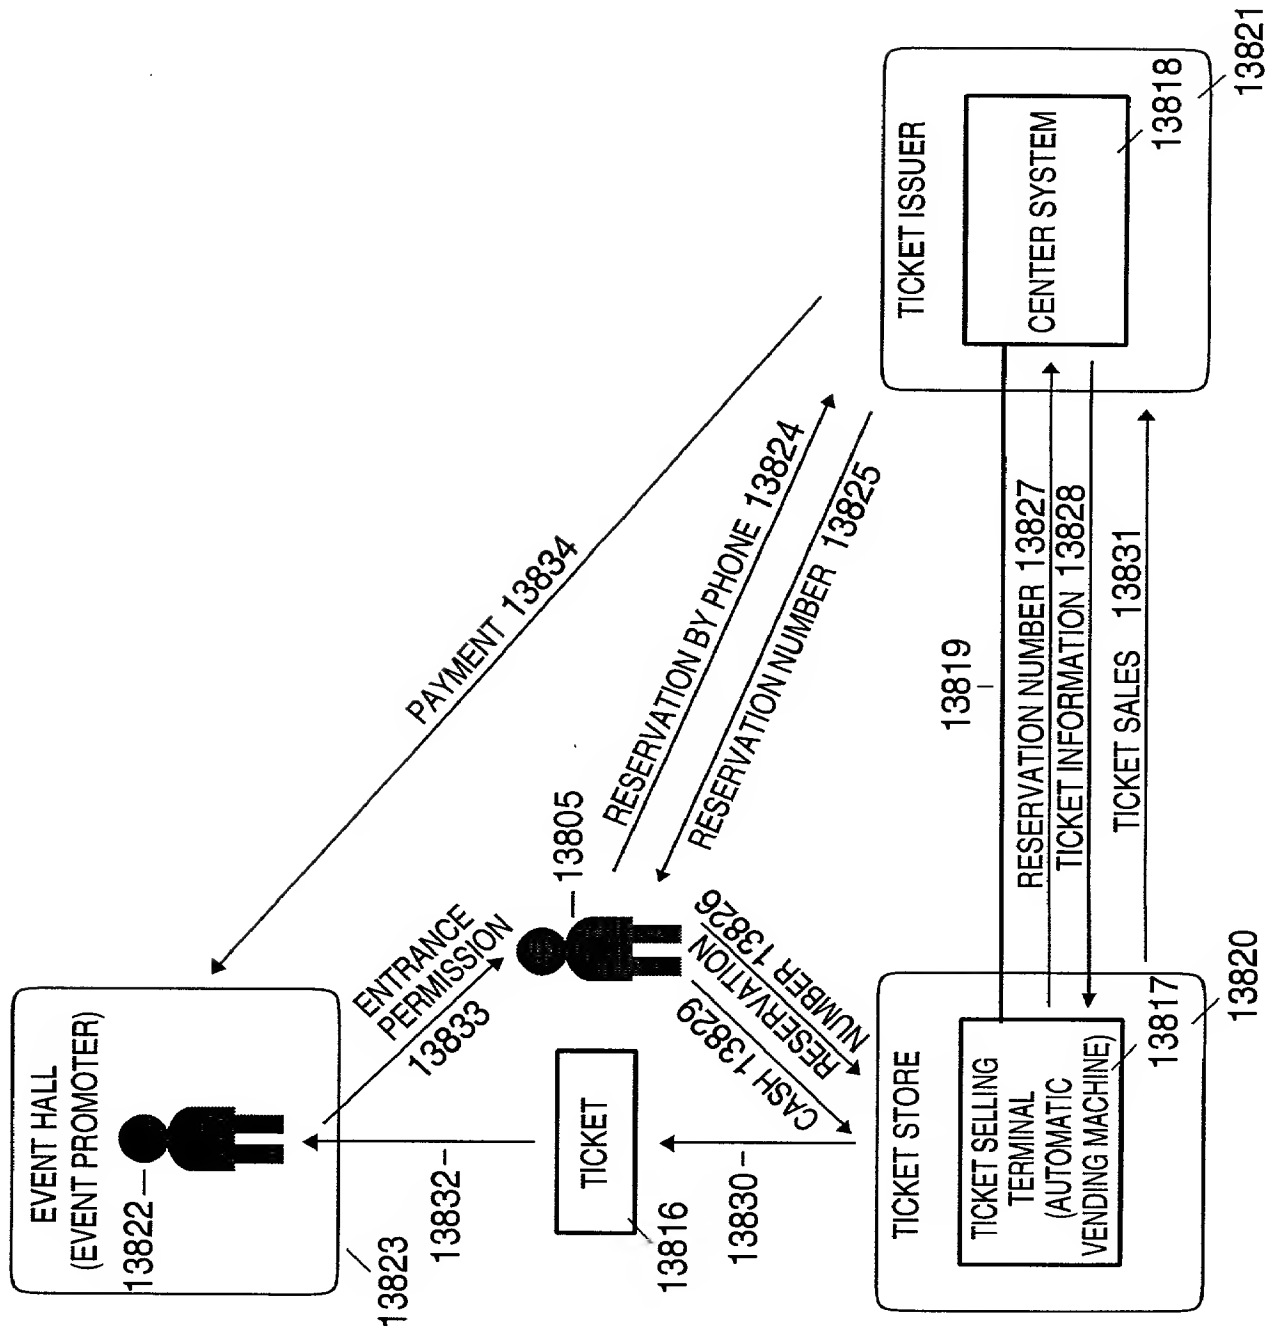 EVENT HALL
(EVENT PROMOTER)
13822
13823
13832
ENTRANCE
PERMISSION
13833
13805
PAYMENT 13834
RESERVATION BY PHONE 13824
RESERVATION NUMBER 13825
TICKET
13816
13830
CASH 13829
RESERVATION
NUMBER 13826
TICKET STORE
TICKET SELLING
TERMINAL
(AUTOMATIC
VENDING MACHINE)
13817
13820
13819
RESERVATION NUMBER 13827
TICKET INFORMATION 13828
TICKET SALES 13831
TICKET ISSUER
CENTER SYSTEM
13818
13821